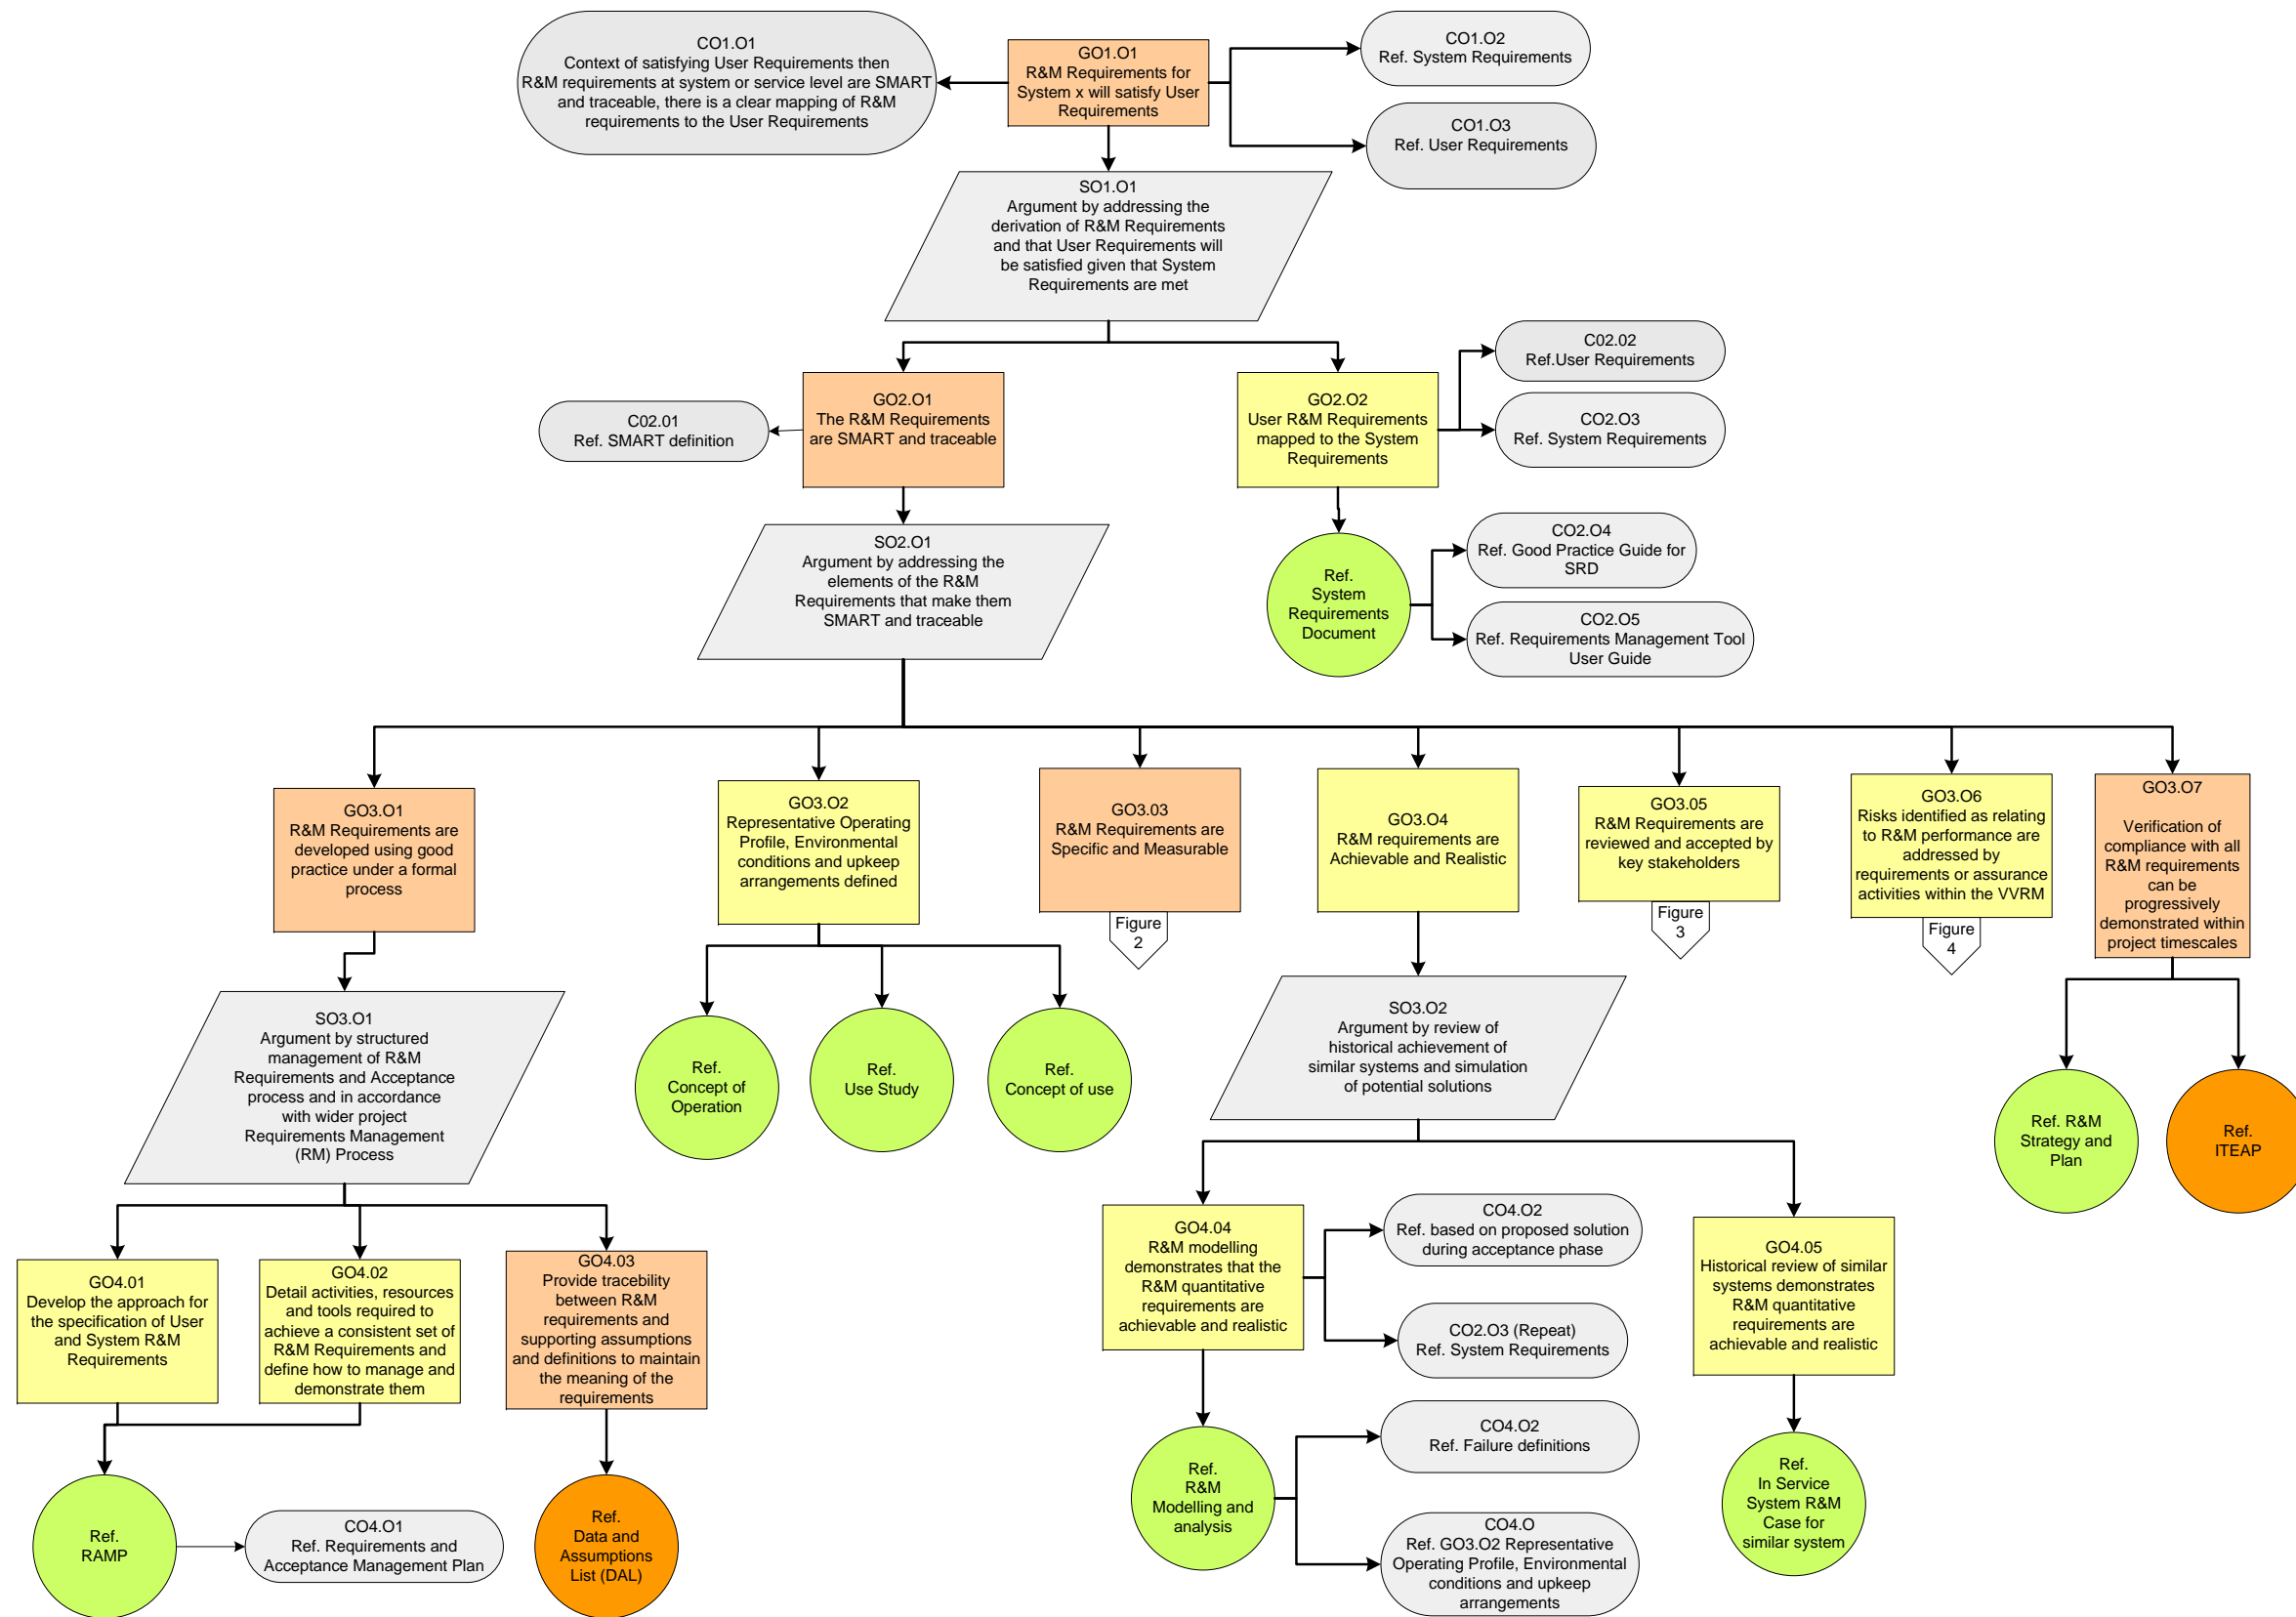 CO1.O1
Context of satisfying User Requirements then
R&M requirements at system or service level are SMART
and traceable, there is a clear mapping of R&M
requirements to the User Requirements
GO1.O1
R&M Requirements for
System x will satisfy User
Requirements
CO1.O2
Ref. System Requirements
CO1.O3
Ref. User Requirements
SO1.O1
Argument by addressing the
derivation of R&M Requirements
and that User Requirements will
be satisfied given that System
Requirements are met
C02.01
Ref. SMART definition
GO2.O1
The R&M Requirements
are SMART and traceable
GO2.O2
User R&M Requirements
mapped to the System
Requirements
C02.02
Ref.User Requirements
CO2.O3
Ref. System Requirements
SO2.O1
Argument by addressing the
elements of the R&M
Requirements that make them
SMART and traceable
Ref.
System
Requirements
Document
CO2.O4
Ref. Good Practice Guide for
SRD
CO2.O5
Ref. Requirements Management Tool
User Guide
GO3.O1
R&M Requirements are
developed using good
practice under a formal
process
GO3.O2
Representative Operating
Profile, Environmental
conditions and upkeep
arrangements defined
GO3.03
R&M Requirements are
Specific and Measurable
Figure
2
GO3.O4
R&M requirements are
Achievable and Realistic
GO3.05
R&M Requirements are
reviewed and accepted by
key stakeholders
Figure
3
GO3.O6
Risks identified as relating
to R&M performance are
addressed by
requirements or assurance
activities within the VVRM
Figure
4
GO3.O7
Verification of
compliance with all
R&M requirements
can be
progressively
demonstrated within
project timescales
SO3.O1
Argument by structured
management of R&M
Requirements and Acceptance
process and in accordance
with wider project
Requirements Management
(RM) Process
Ref.
Concept of
Operation
Ref.
Use Study
Ref.
Concept of use
SO3.O2
Argument by review of
historical achievement of
similar systems and simulation
of potential solutions
Ref. R&M
Strategy and
Plan
Ref.
ITEAP
GO4.01
Develop the approach for
the specification of User
and System R&M
Requirements
GO4.02
Detail activities, resources
and tools required to
achieve a consistent set of
R&M Requirements and
define how to manage and
demonstrate them
GO4.03
Provide tracebility
between R&M
requirements and
supporting assumptions
and definitions to maintain
the meaning of the
requirements
GO4.04
R&M modelling
demonstrates that the
R&M quantitative
requirements are
achievable and realistic
CO4.O2
Ref. based on proposed solution
during acceptance phase
CO2.O3 (Repeat)
Ref. System Requirements
GO4.05
Historical review of similar
systems demonstrates
R&M quantitative
requirements are
achievable and realistic
Ref.
RAMP
CO4.O1
Ref. Requirements and
Acceptance Management Plan
Ref.
Data and
Assumptions
List (DAL)
Ref.
R&M
Modelling and
analysis
CO4.O2
Ref. Failure definitions
CO4.O
Ref. GO3.O2 Representative
Operating Profile, Environmental
conditions and upkeep
arrangements
Ref.
In Service
System R&M
Case for
similar system